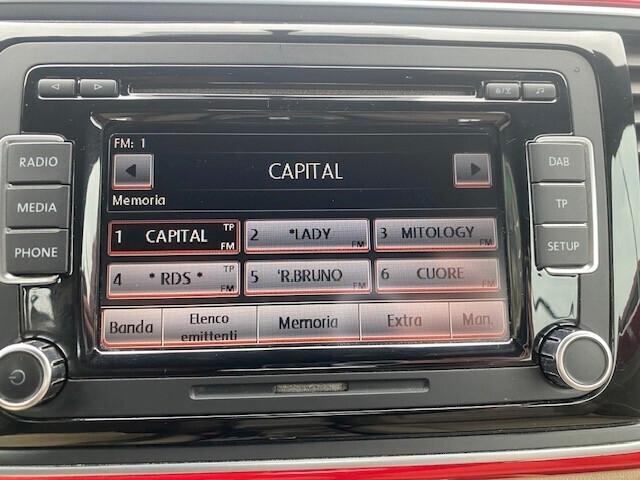 RADIO
MEDIA
PHONE
FM: 1
CAPITAL
Memoria
1 CAPITAL TP FM
2 *LADY FM
3 MITOLOGY FM
4 * RDS * TP FM
5 'R.BRUNO FM
6 CUORE FM
Banda
Elenco
emittenti
Memoria
Extra
Man.
DAB
TP
SETUP